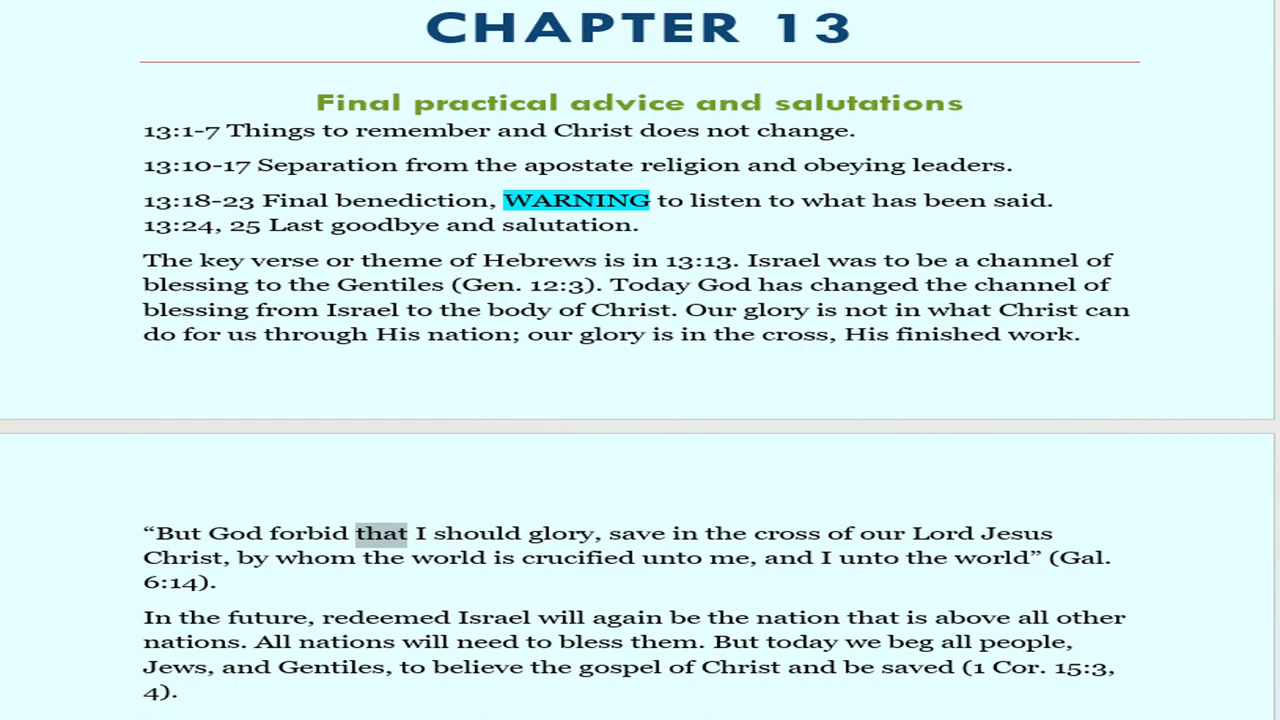 CHAPTER 13
Final practical advice and salutations
13:1-7 Things to remember and Christ does not change.
13:10-17 Separation from the apostate religion and obeying leaders.
13:18-23 Final benediction, WARNING to listen to what has been said.
13:24, 25 Last goodbye and salutation.
The key verse or theme of Hebrews is in 13:13. Israel was to be a channel of
blessing to the Gentiles (Gen. 12:3). Today God has changed the channel of
blessing from Israel to the body of Christ. Our glory is not in what Christ can
do for us through His nation; our glory is in the cross, His finished work.
“But God forbid that I should glory, save in the cross of our Lord Jesus
Christ, by whom the world is crucified unto me, and I unto the world” (Gal.
6:14).
In the future, redeemed Israel will again be the nation that is above all other
nations. All nations will need to bless them. But today we beg all people,
Jews, and Gentiles, to believe the gospel of Christ and be saved (1 Cor. 15:3,
4).